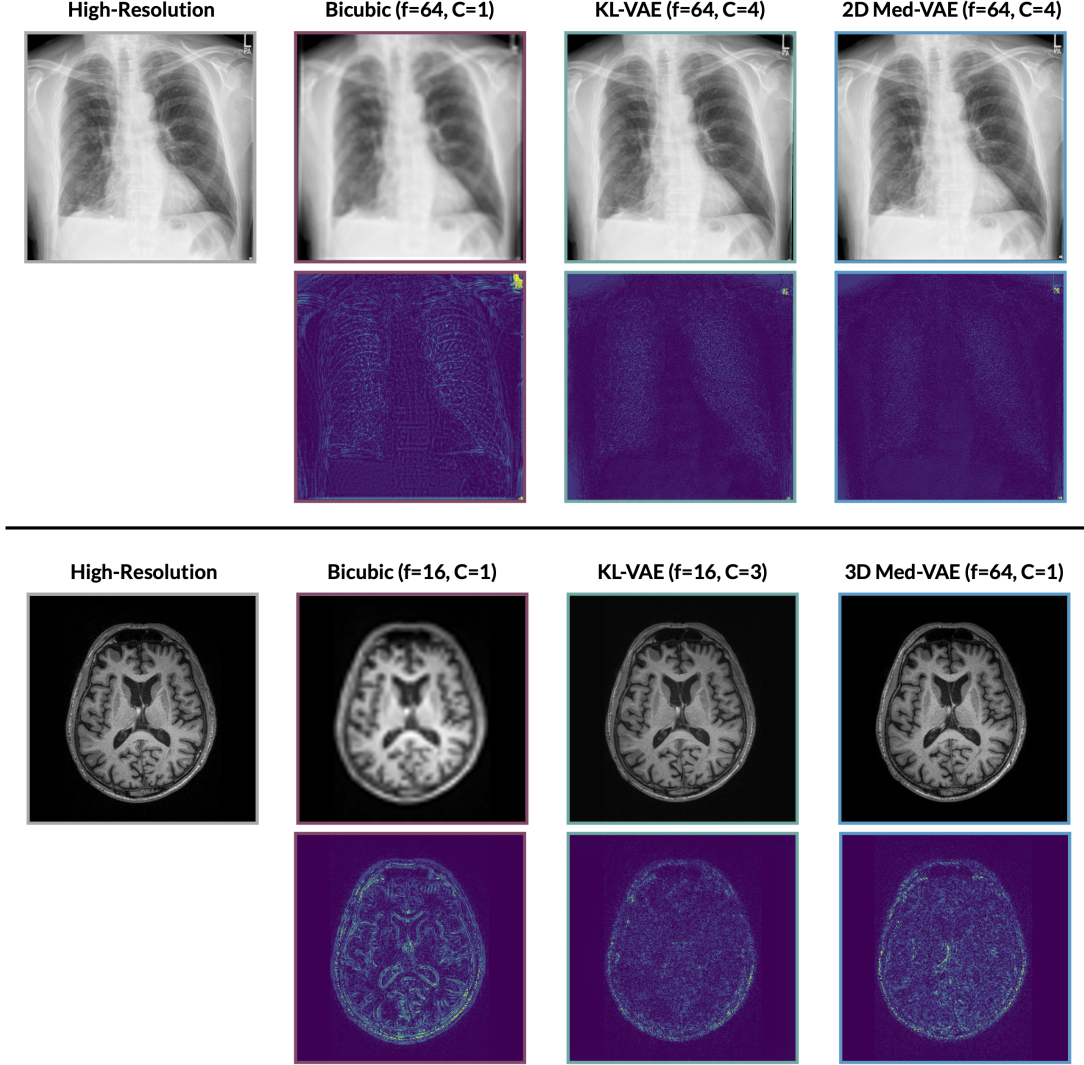 High-Resolution
Bicubic (f=64, C=1)
KL-VAE (f=64, C=4)
2D Med-VAE (f=64, C=4)
High-Resolution
Bicubic (f=16, C=1)
KL-VAE (f=16, C=3)
3D Med-VAE (f=64, C=1)